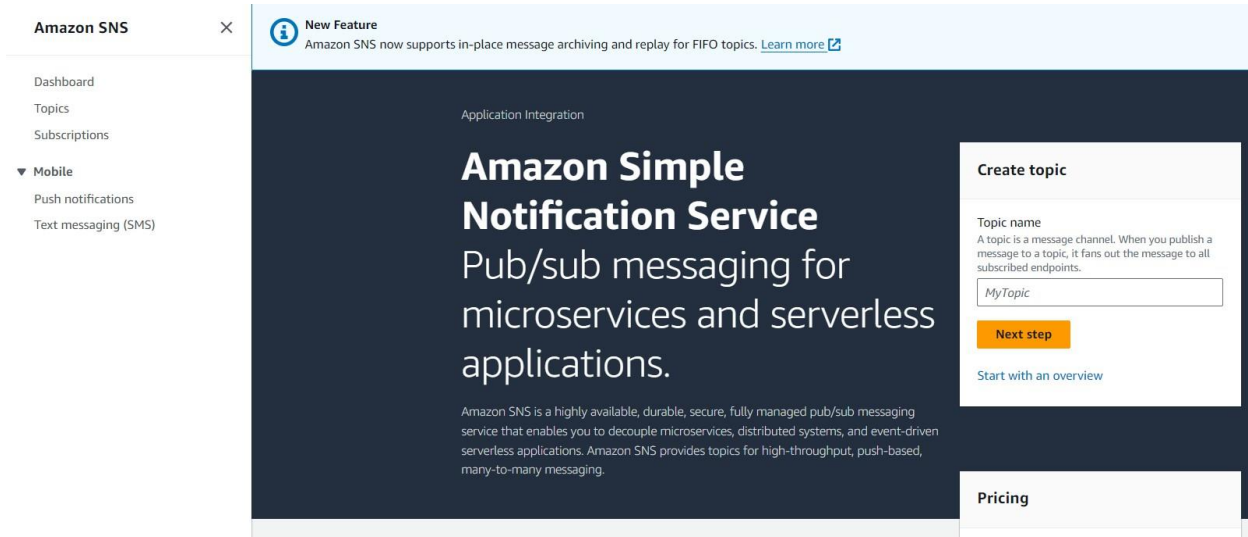 Amazon SNS
Dashboard
Topics
Subscriptions
Mobile
Push notifications
Text messaging (SMS)
New Feature
Amazon SNS now supports in-place message archiving and replay for FIFO topics. Learn more
Application Integration
Amazon Simple
Notification Service
Pub/sub messaging for
microservices and serverless
applications.
Amazon SNS is a highly available, durable, secure, fully managed pub/sub messaging
service that enables you to decouple microservices, distributed systems, and event-driven
serverless applications. Amazon SNS provides topics for high-throughput, push-based,
many-to-many messaging.
Create topic
Topic name
A topic is a message channel. When you publish a
message to a topic, it fans out the message to all
subscribed endpoints.
MyTopic
Next step
Start with an overview
Pricing